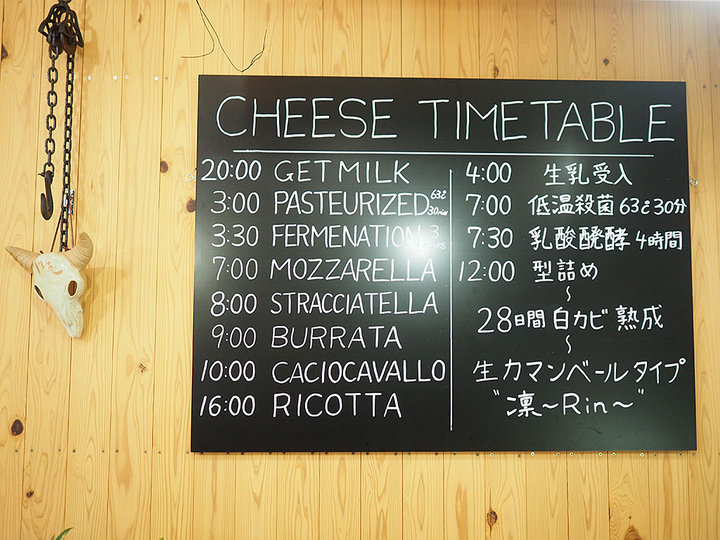 CHEESE TIMETABLE
20:00 GET MILK
3:00 PASTEURIZED 63℃ 30min
3:30 FERMENATION 3 hours
7:00 MOZZARELLA
8:00 STRACCIATELLA
9:00 BURRATA
10:00 CACIOCAVALLO
16:00 RICOTTA
4:00 生乳受入
7:00 低温殺菌 63℃30分
7:30 乳酸醗酵 4時間
12:00 型詰め
~
28日間 白カビ 熟成
~
生カマンベールタイプ
"凜~Rin~"